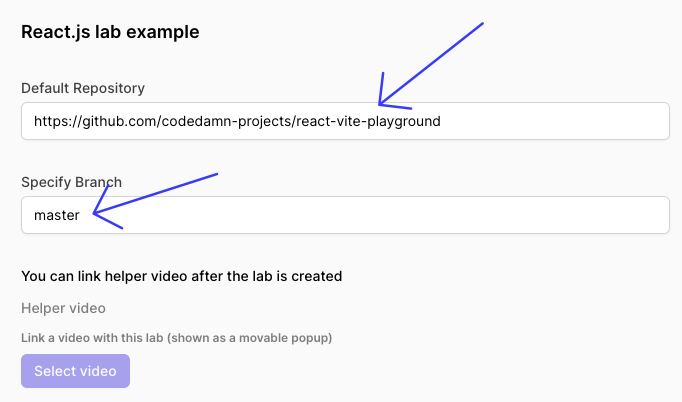 React.js lab example
Default Repository
https://github.com/codedamn-projects/react-vite-playground
Specify Branch
master
You can link helper video after the lab is created
Helper video
Link a video with this lab (shown as a movable popup)
Select video